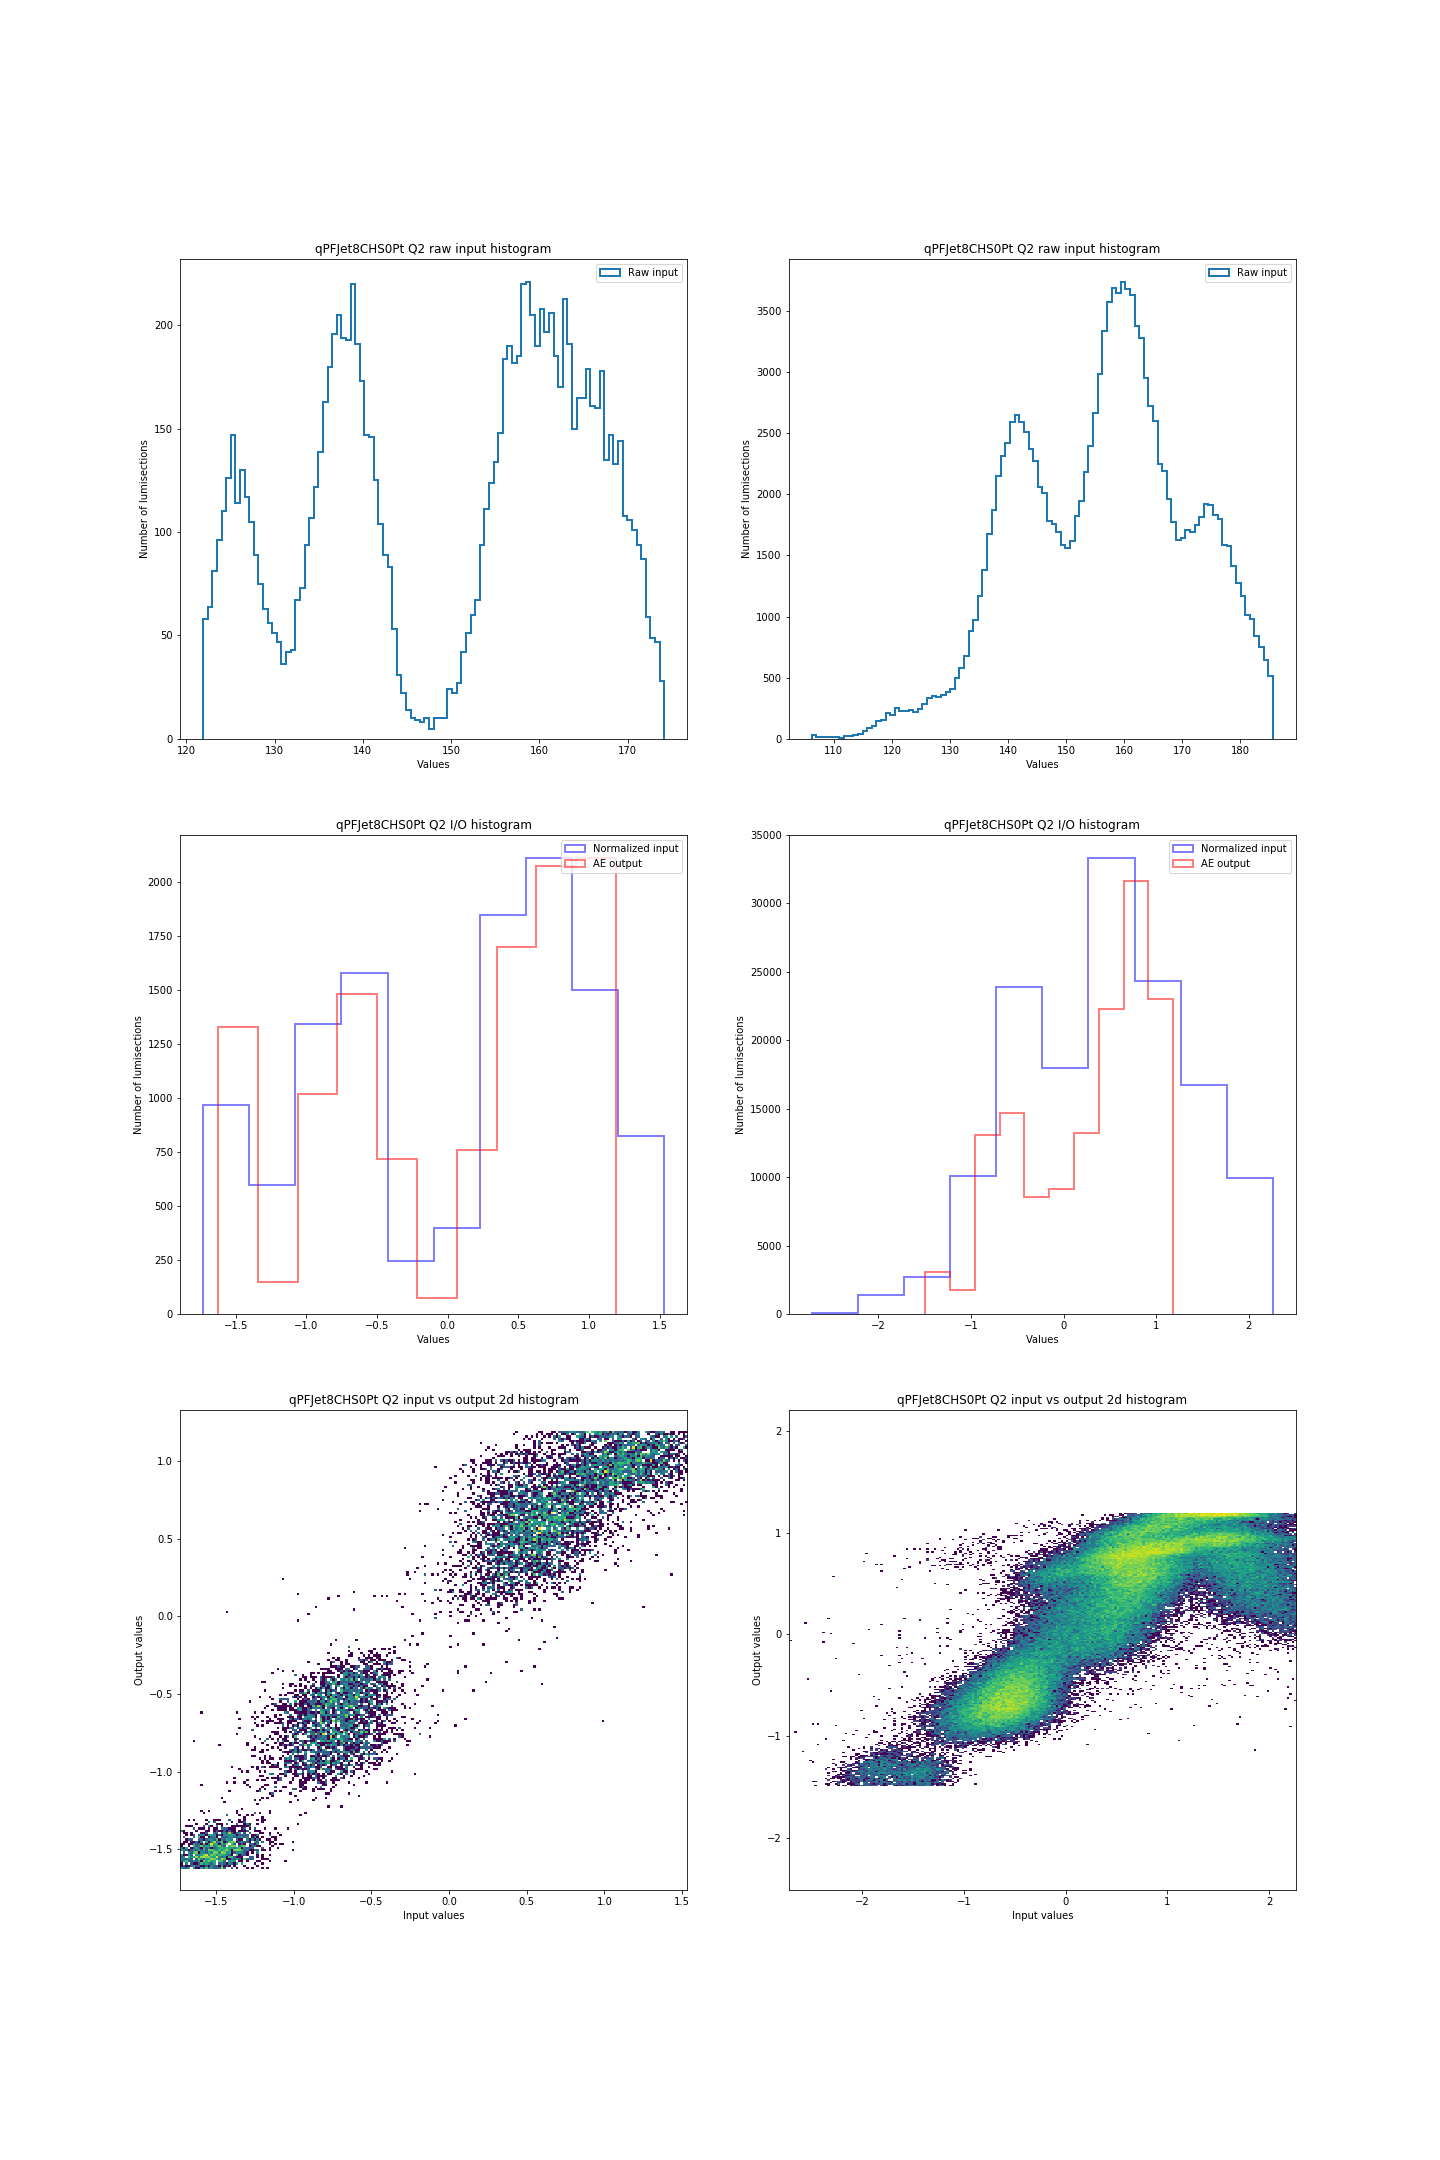 qPFJet8CHS0Pt Q2 raw input histogram
Raw input
200
150
100
50
0
Number of lumisections
120 130 140 150 160 170
Values
qPFJet8CHS0Pt Q2 raw input histogram
Raw input
3500
3000
2500
2000
1500
1000
500
0
Number of lumisections
110 120 130 140 150 160 170 180
Values
qPFJet8CHS0Pt Q2 I/O histogram
Normalized input
AE output
2000
1750
1500
1250
1000
750
500
250
0
Number of lumisections
−1.5 −1.0 −0.5 0.0 0.5 1.0 1.5
Values
qPFJet8CHS0Pt Q2 I/O histogram
Normalized input
AE output
35000
30000
25000
20000
15000
10000
5000
0
Number of lumisections
−2 −1 0 1 2
Values
qPFJet8CHS0Pt Q2 input vs output 2d histogram
1.0
0.5
0.0
−0.5
−1.0
−1.5
Output values
−1.5 −1.0 −0.5 0.0 0.5 1.0 1.5
Input values
qPFJet8CHS0Pt Q2 input vs output 2d histogram
2
1
0
−1
−2
Output values
−2 −1 0 1 2
Input values